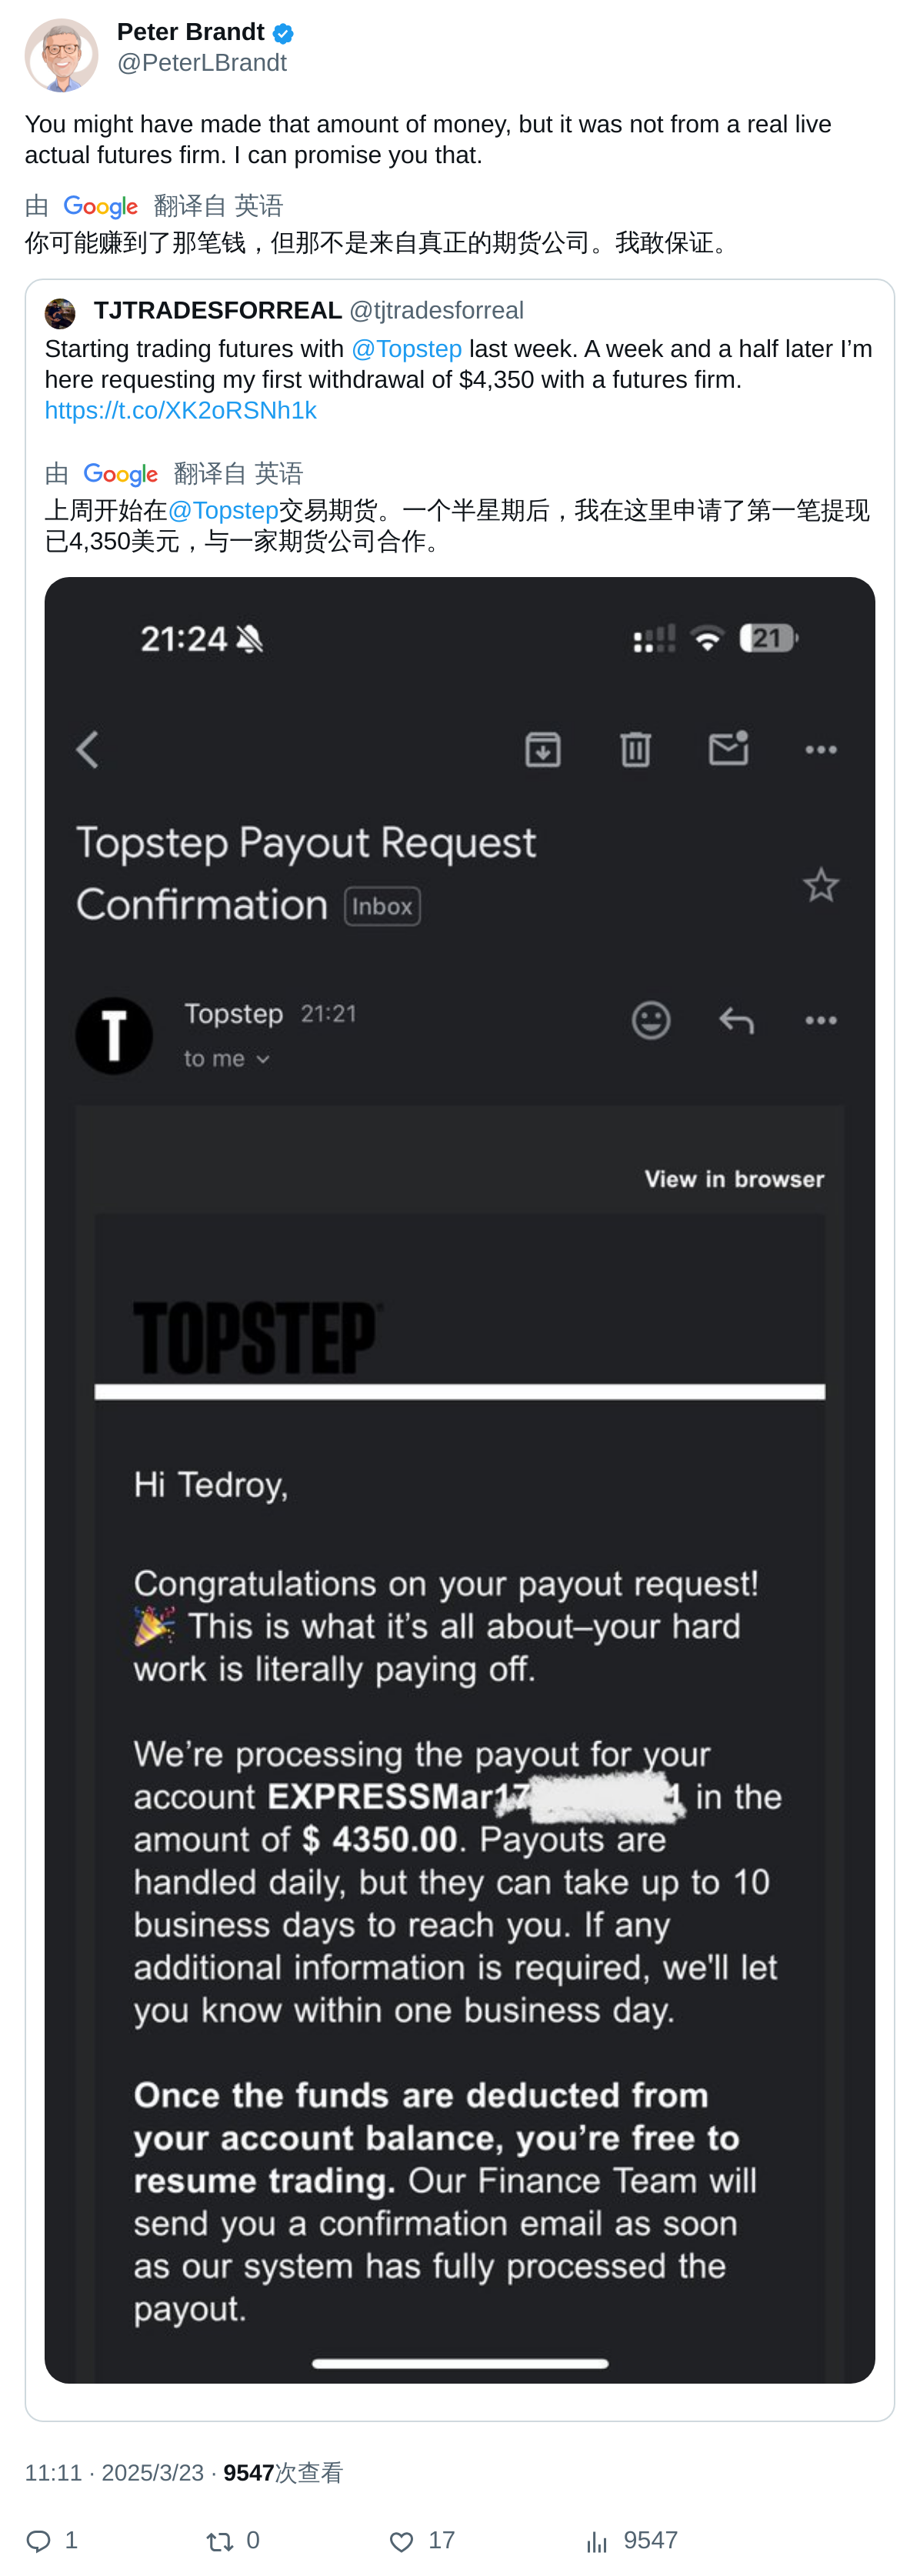 Peter Brandt
@PeterLBrandt
You might have made that amount of money, but it was not from a real live
actual futures firm. I can promise you that.
由 Google 翻译自 英语
你可能赚到了那笔钱，但那不是来自真正的期货公司。我敢保证。
TJTRADESFORREAL @tjtradesforreal
Starting trading futures with @Topstep last week. A week and a half later I’m
here requesting my first withdrawal of $4,350 with a futures firm.
https://t.co/XK2oRSNh1k
由 Google 翻译自 英语
上周开始在@Topstep交易期货。一个半星期后，我在这里申请了第一笔提现
已4,350美元，与一家期货公司合作。
21:24 21
Topstep Payout Request
Confirmation Inbox
T
Topstep 21:21
to me
View in browser
TOPSTEP
Hi Tedroy,
Congratulations on your payout request!
🎉 This is what it’s all about–your hard
work is literally paying off.
We’re processing the payout for your
account EXPRESSMar17 1 in the
amount of $ 4350.00. Payouts are
handled daily, but they can take up to 10
business days to reach you. If any
additional information is required, we'll let
you know within one business day.
Once the funds are deducted from
your account balance, you’re free to
resume trading. Our Finance Team will
send you a confirmation email as soon
as our system has fully processed the
payout.
11:11 · 2025/3/23 · 9547次查看
1 0 17 9547